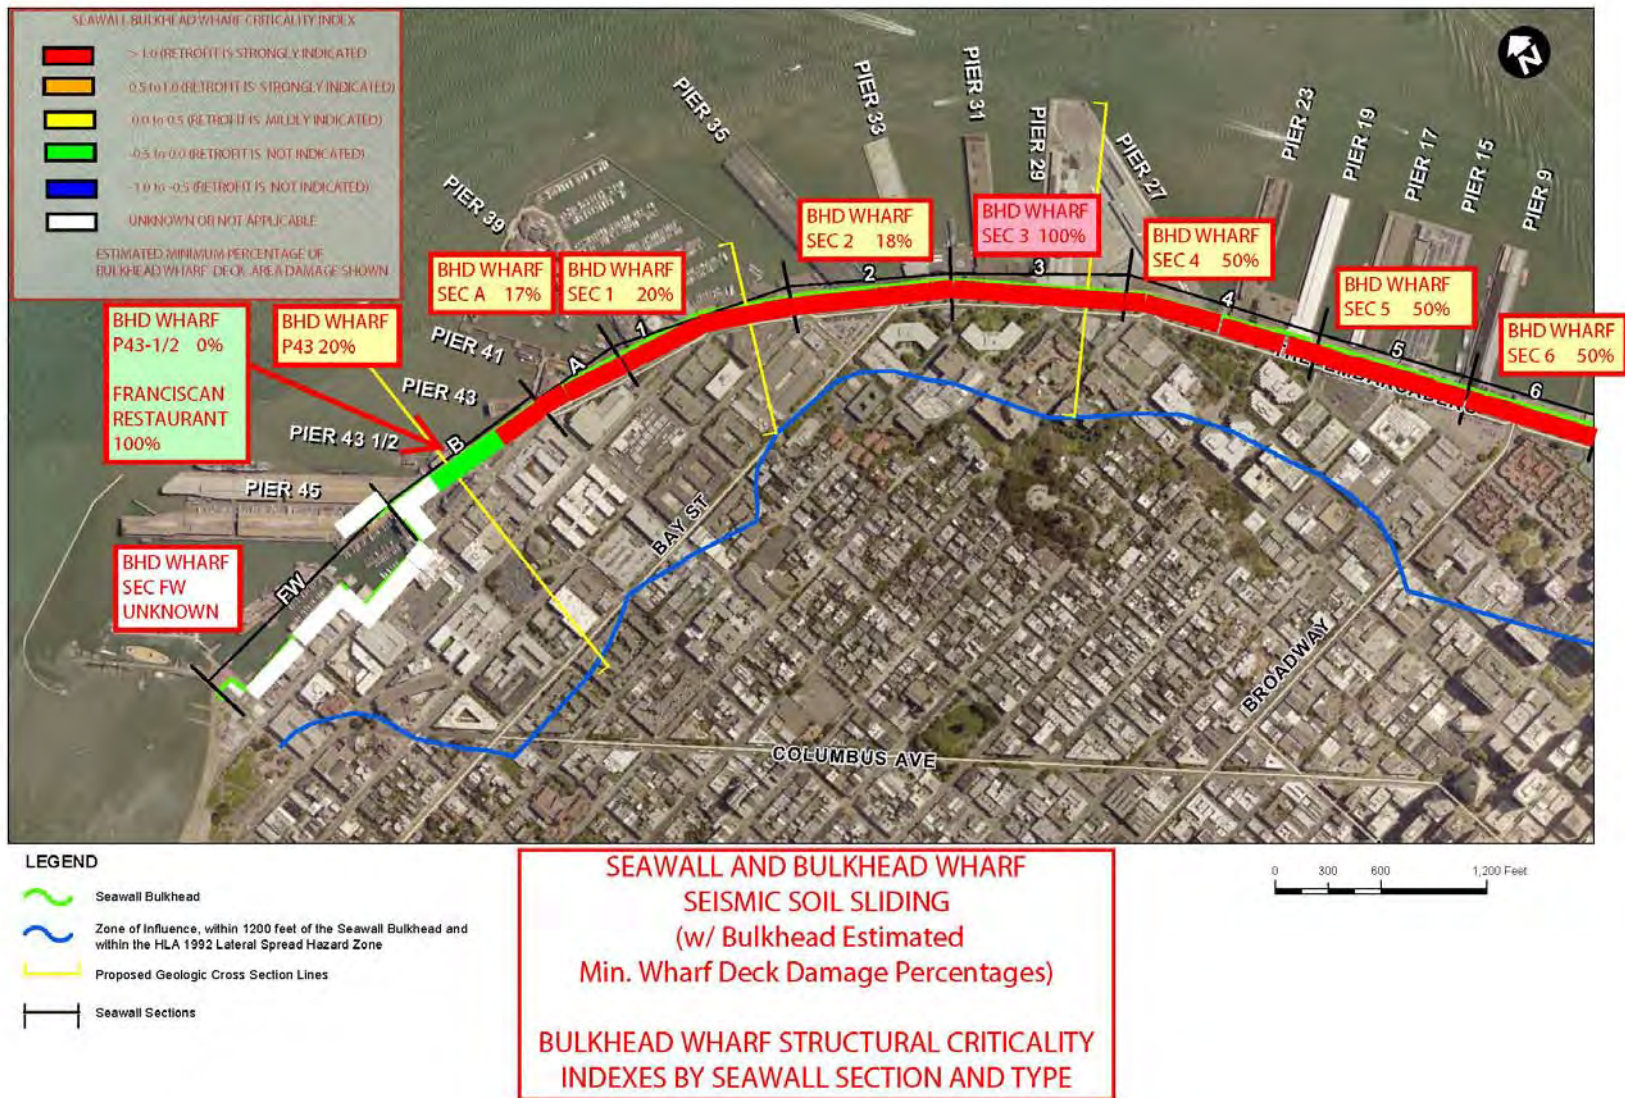 SEAWALL BULKHEAD WHARF CRITICALITY INDEX
> 1.0 (RETROFIT IS STRONGLY INDICATED
0.5 to 1.0 (RETROFIT IS STRONGLY INDICATED)
0.0 to 0.5 (RETROFIT IS MILDLY INDICATED)
-0.5 to 0.0 (RETROFIT IS NOT INDICATED)
-1.0 to -0.5 (RETROFIT IS NOT INDICATED)
UNKNOWN OR NOT APPLICABLE
ESTIMATED MINIMUM PERCENTAGE OF
BULKHEAD WHARF DECK AREA DAMAGE SHOWN
N
PIER 35
PIER 33
PIER 31
PIER 29
PIER 27
PIER 23
PIER 19
PIER 17
PIER 15
PIER 9
PIER 39
BHD WHARF
SEC A 17%
BHD WHARF
SEC 1 20%
BHD WHARF
SEC 2 18%
BHD WHARF
SEC 3 100%
BHD WHARF
SEC 4 50%
BHD WHARF
SEC 5 50%
BHD WHARF
SEC 6 50%
BHD WHARF
P43-1/2 0%
FRANCISCAN
RESTAURANT
100%
BHD WHARF
P43 20%
PIER 41
PIER 43
PIER 43 1/2
PIER 45
FW
B
A
1
2
3
4
5
6
THE EMBARCADERO
BHD WHARF
SEC FW
UNKNOWN
BAY ST
BROADWAY
COLUMBUS AVE
LEGEND
Seawall Bulkhead
Zone of Influence, within 1200 feet of the Seawall Bulkhead and
within the HLA 1992 Lateral Spread Hazard Zone
Proposed Geologic Cross Section Lines
Seawall Sections
SEAWALL AND BULKHEAD WHARF
SEISMIC SOIL SLIDING
(w/ Bulkhead Estimated
Min. Wharf Deck Damage Percentages)
BULKHEAD WHARF STRUCTURAL CRITICALITY
INDEXES BY SEAWALL SECTION AND TYPE
0 300 600 1,200 Feet